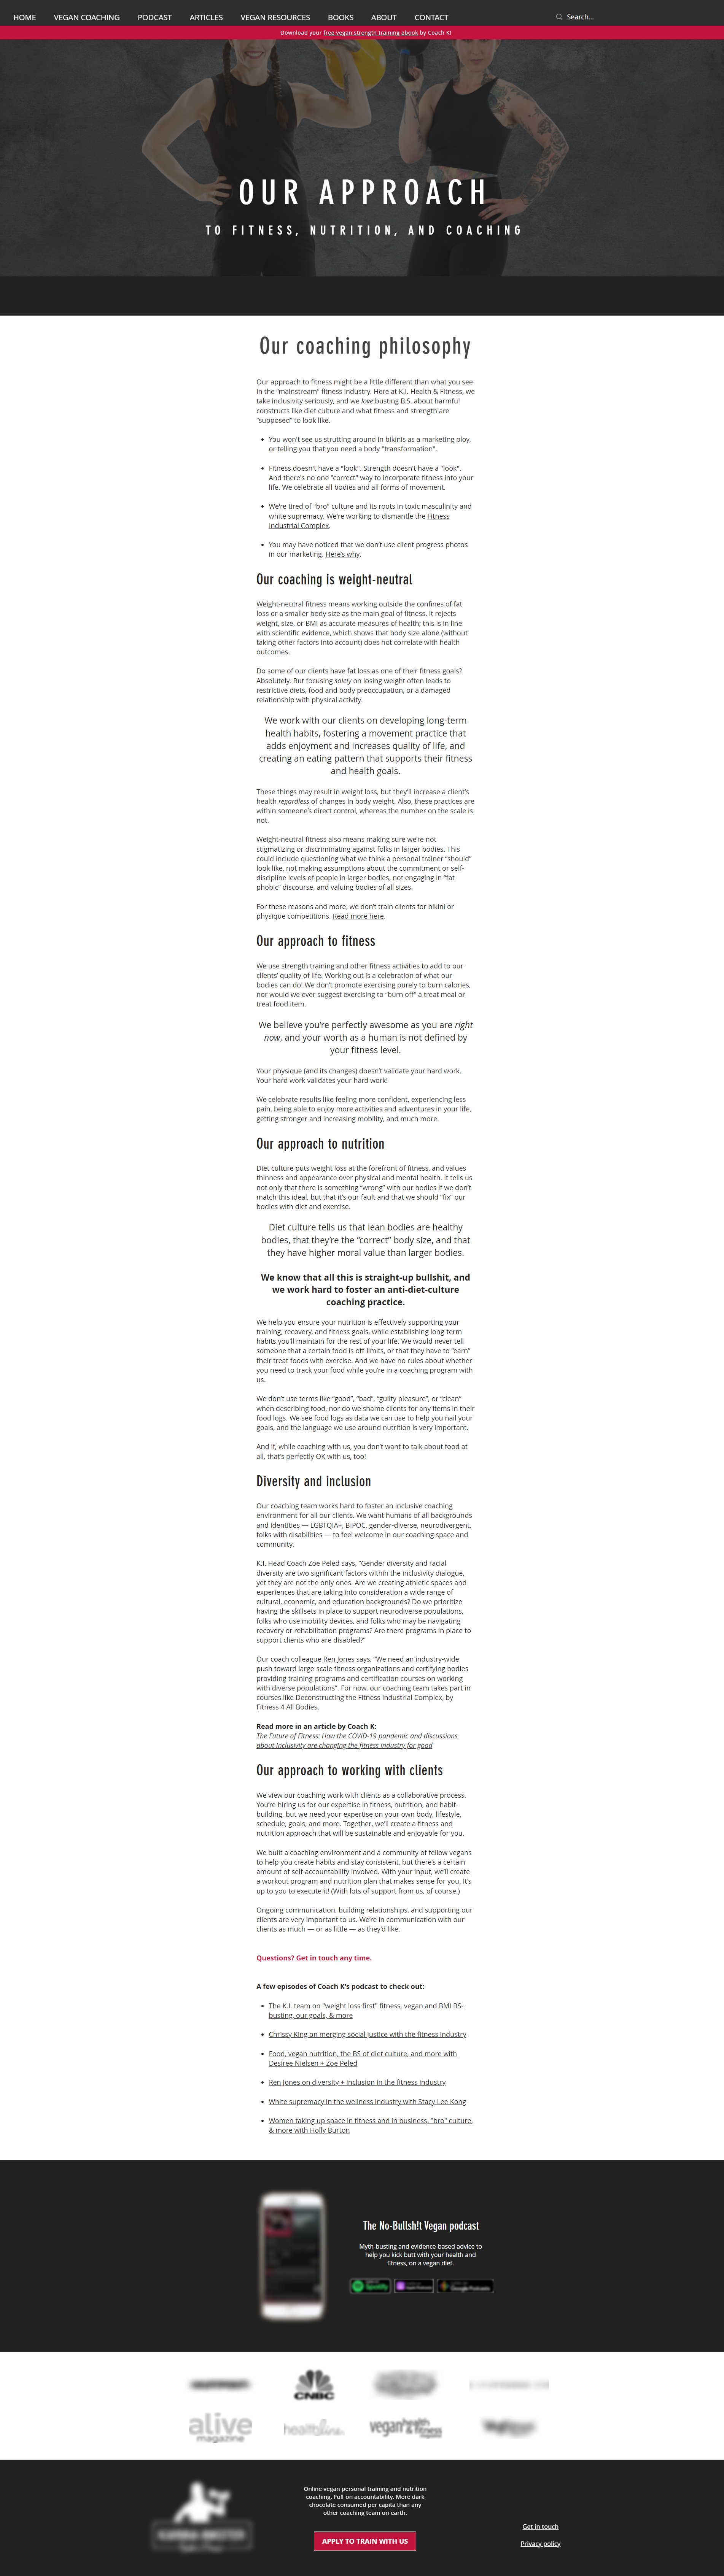 HOME VEGAN COACHING PODCAST ARTICLES VEGAN RESOURCES BOOKS ABOUT CONTACT Search...
Download your free vegan strength training ebook by Coach KI
OUR APPROACH
TO FITNESS, NUTRITION, AND COACHING
Our coaching philosophy
Our approach to fitness might be a little different than what you see
in the "mainstream" fitness industry. Here at K.I. Health & Fitness, we
take inclusivity seriously, and we love busting B.S. about harmful
constructs like diet culture and what fitness and strength are
"supposed" to look like.
• You won't see us strutting around in bikinis as a marketing ploy,
or telling you that you need a body "transformation".
• Fitness doesn't have a "look". Strength doesn't have a "look".
And there's no one "correct" way to incorporate fitness into your
life. We celebrate all bodies and all forms of movement.
• We're tired of "bro" culture and its roots in toxic masculinity and
white supremacy. We're working to dismantle the Fitness
Industrial Complex.
• You may have noticed that we don't use client progress photos
in our marketing. Here's why.
Our coaching is weight-neutral
Weight-neutral fitness means working outside the confines of fat
loss or a smaller body size as the main goal of fitness. It rejects
weight, size, or BMI as accurate measures of health; this is in line
with scientific evidence, which shows that body size alone (without
taking other factors into account) does not correlate with health
outcomes.
Do some of our clients have fat loss as one of their fitness goals?
Absolutely. But focusing solely on losing weight often leads to
restrictive diets, food and body preoccupation, or a damaged
relationship with physical activity.
We work with our clients on developing long-term
health habits, fostering a movement practice that
adds enjoyment and increases quality of life, and
creating an eating pattern that supports their fitness
and health goals.
These things may result in weight loss, but they'll increase a client's
health regardless of changes in body weight. Also, these practices are
within someone's direct control, whereas the number on the scale is
not.
Weight-neutral fitness also means making sure we're not
stigmatizing or discriminating against folks in larger bodies. This
could include questioning what we think a personal trainer "should"
look like, not making assumptions about the commitment or self-
discipline levels of people in larger bodies, not engaging in "fat
phobic" discourse, and valuing bodies of all sizes.
For these reasons and more, we don't train clients for bikini or
physique competitions. Read more here.
Our approach to fitness
We use strength training and other fitness activities to add to our
clients' quality of life. Working out is a celebration of what our
bodies can do! We don't promote exercising purely to burn calories,
nor would we ever suggest exercising to "burn off" a treat meal or
treat food item.
We believe you're perfectly awesome as you are right
now, and your worth as a human is not defined by
your fitness level.
Your physique (and its changes) doesn't validate your hard work.
Your hard work validates your hard work!
We celebrate results like feeling more confident, experiencing less
pain, being able to enjoy more activities and adventures in your life,
getting stronger and increasing mobility, and much more.
Our approach to nutrition
Diet culture puts weight loss at the forefront of fitness, and values
thinness and appearance over physical and mental health. It tells us
not only that there is something "wrong" with our bodies if we don't
match this ideal, but that it's our fault and that we should "fix" our
bodies with diet and exercise.
Diet culture tells us that lean bodies are healthy
bodies, that they're the "correct" body size, and that
they have higher moral value than larger bodies.
We know that all this is straight-up bullshit, and
we work hard to foster an anti-diet-culture
coaching practice.
We help you ensure your nutrition is effectively supporting your
training, recovery, and fitness goals, while establishing long-term
habits you'll maintain for the rest of your life. We would never tell
someone that a certain food is off-limits, or that they have to "earn"
their treat foods with exercise. And we have no rules about whether
you need to track your food while you're in a coaching program with
us.
We don't use terms like "good", "bad", "guilty pleasure", or "clean"
when describing food, nor do we shame clients for any items in their
food logs. We see food logs as data we can use to help you nail your
goals, and the language we use around nutrition is very important.
And if, while coaching with us, you don't want to talk about food at
all, that's perfectly OK with us, too!
Diversity and inclusion
Our coaching team works hard to foster an inclusive coaching
environment for all our clients. We want humans of all backgrounds
and identities — LGBTQIA+, BIPOC, gender-diverse, neurodivergent,
folks with disabilities — to feel welcome in our coaching space and
community.
K.I. Head Coach Zoe Peled says, "Gender diversity and racial
diversity are two significant factors within the inclusivity dialogue,
yet they are not the only ones. Are we creating athletic spaces and
experiences that are taking into consideration a wide range of
cultural, economic, and education backgrounds? Do we prioritize
having the skillsets in place to support neurodiverse populations,
folks who use mobility devices, and folks who may be navigating
recovery or rehabilitation programs? Are there programs in place to
support clients who are disabled?"
Our coach colleague Ren Jones says, "We need an industry-wide
push toward large-scale fitness organizations and certifying bodies
providing training programs and certification courses on working
with diverse populations". For now, our coaching team takes part in
courses like Deconstructing the Fitness Industrial Complex, by
Fitness 4 All Bodies.
Read more in an article by Coach K:
The Future of Fitness: How the COVID-19 pandemic and discussions
about inclusivity are changing the fitness industry for good
Our approach to working with clients
We view our coaching work with clients as a collaborative process.
You're hiring us for our expertise in fitness, nutrition, and habit-
building, but we need your expertise on your own body, lifestyle,
schedule, goals, and more. Together, we'll create a fitness and
nutrition approach that will be sustainable and enjoyable for you.
We built a coaching environment and a community of fellow vegans
to help you create habits and stay consistent, but there's a certain
amount of self-accountability involved. With your input, we'll create
a workout program and nutrition plan that makes sense for you. It's
up to you to execute it! (With lots of support from us, of course.)
Ongoing communication, building relationships, and supporting our
clients are very important to us. We're in communication with our
clients as much — or as little — as they'd like.
Questions? Get in touch any time.
A few episodes of Coach K's podcast to check out:
• The K.I. team on "weight loss first" fitness, vegan and BMI BS-
busting, our goals, & more
• Chrissy King on merging social justice with the fitness industry
• Food, vegan nutrition, the BS of diet culture, and more with
Desiree Nielsen + Zoe Peled
• Ren Jones on diversity + inclusion in the fitness industry
• White supremacy in the wellness industry with Stacy Lee Kong
• Women taking up space in fitness and in business, "bro" culture,
& more with Holly Burton
The No-Bullsh!t Vegan podcast
Myth-busting and evidence-based advice to
help you kick butt with your health and
fitness, on a vegan diet.
Spotify Google Podcasts
CNBC
alive
magazine
healthline
vegan health
& fitness
magazine
Online vegan personal training and nutrition
coaching. Full-on accountability. More dark
chocolate consumed per capita than any
other coaching team on earth.
APPLY TO TRAIN WITH US
Get in touch
Privacy policy